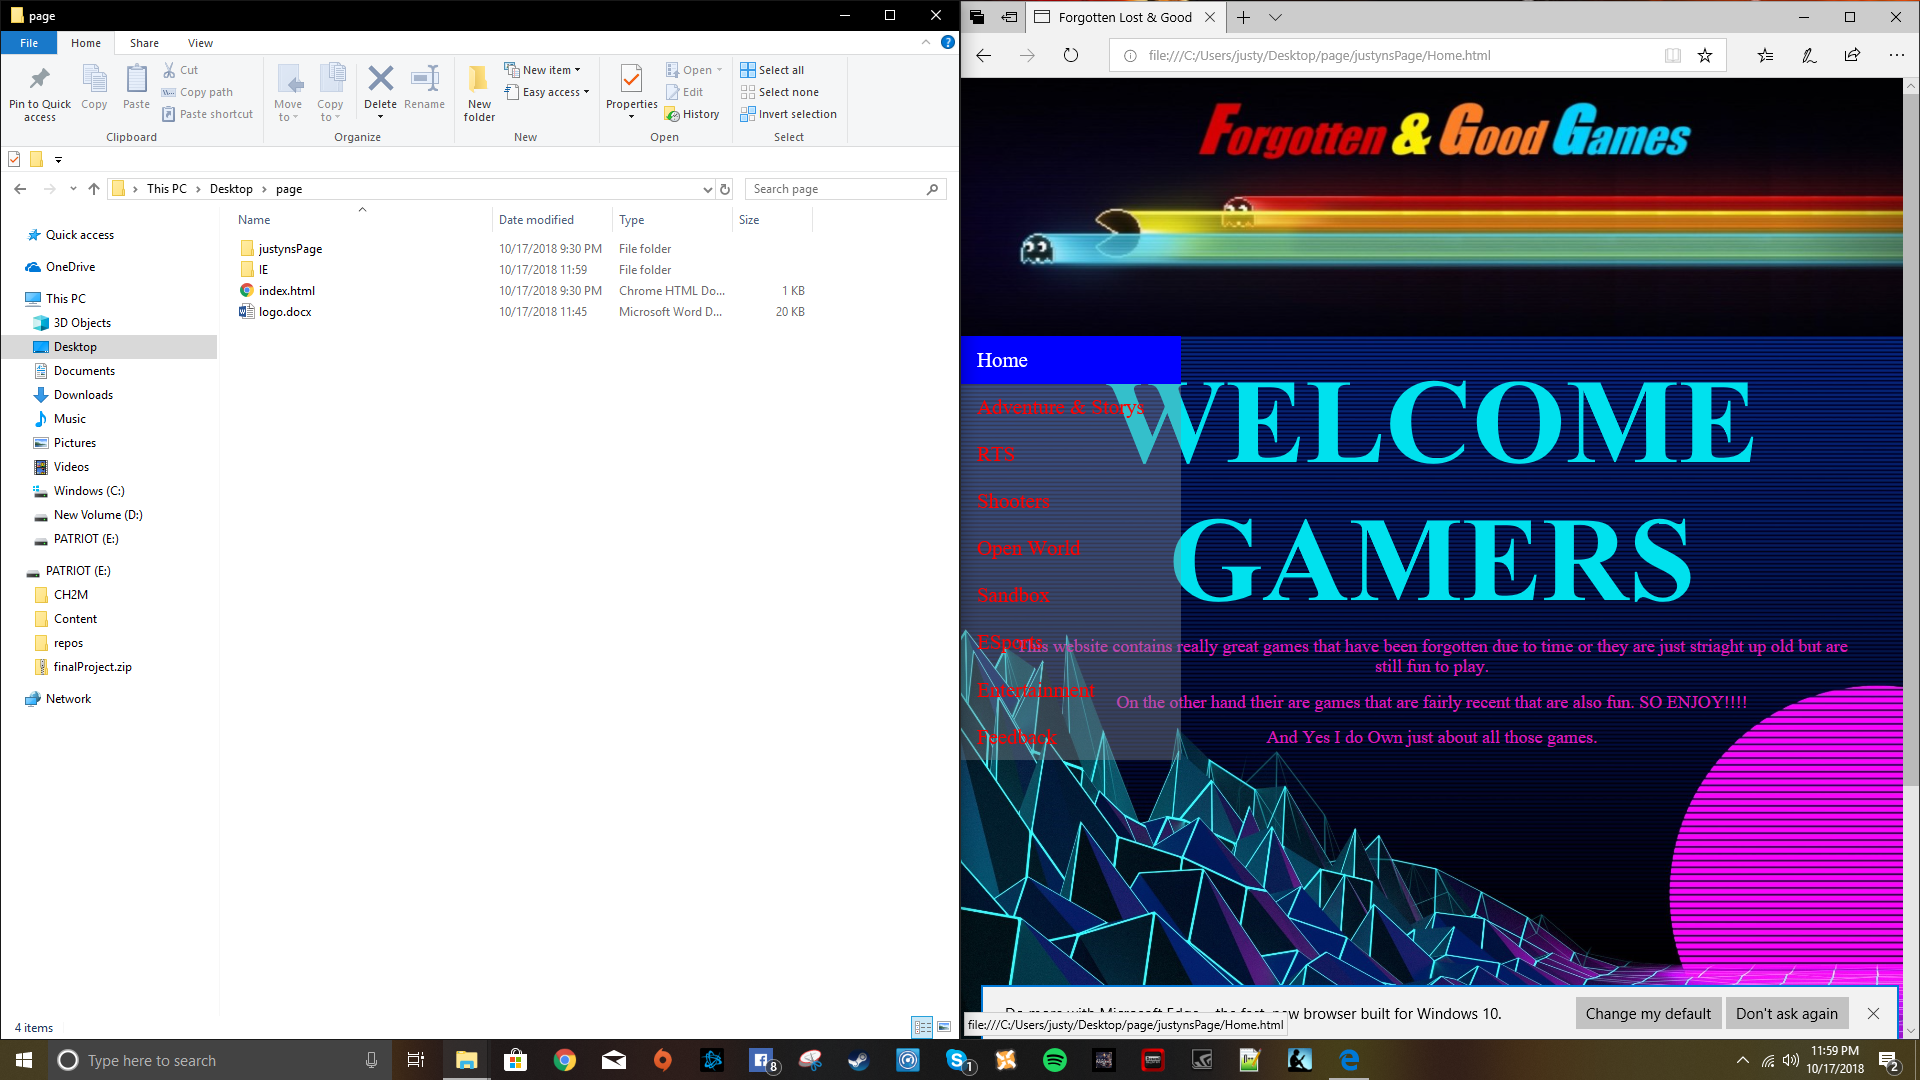 page
File
Home
Share
View
Pin to Quick access
Copy
Paste
Cut
Copy path
Paste shortcut
Clipboard
Move to
Copy to
Delete
Rename
Organize
New folder
New item
Easy access
New
Properties
Open
Edit
History
Open
Select all
Select none
Invert selection
Select
This PC > Desktop > page
Search page
Name
Date modified
Type
Size
justynsPage 10/17/2018 9:30 PM File folder
IE 10/17/2018 11:59 File folder
index.html 10/17/2018 9:30 PM Chrome HTML Do... 1 KB
logo.docx 10/17/2018 11:45 Microsoft Word D... 20 KB
Quick access
OneDrive
This PC
3D Objects
Desktop
Documents
Downloads
Music
Pictures
Videos
Windows (C:)
New Volume (D:)
PATRIOT (E:)
PATRIOT (E:)
CH2M
Content
repos
finalProject.zip
Network
4 items
Forgotten Lost & Good
file:///C:/Users/justy/Desktop/page/justynsPage/Home.html
Forgotten & Good Games
Home
Adventure & Storys
RTS
Shooters
Open World
Sandbox
ESports
Entertainment
Feedback
WELCOME
GAMERS
This website contains really great games that have been forgotten due to time or they are just striaght up old but are
still fun to play.
On the other hand their are games that are fairly recent that are also fun. SO ENJOY!!!!
And Yes I do Own just about all those games.
Do more with Microsoft Edge – the fast, new browser built for Windows 10.
Change my default
Don't ask again
file:///C:/Users/justy/Desktop/page/justynsPage/Home.html
Type here to search
8
1
11:59 PM
10/17/2018
2